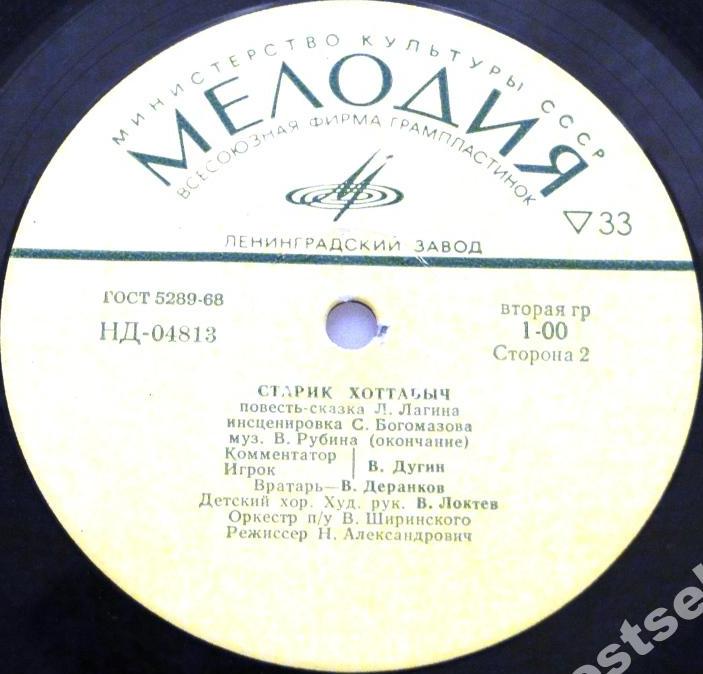 МИНИСТЕРСТВО КУЛЬТУРЫ СССР
МЕЛОДИЯ
ВСЕСОЮЗНАЯ ФИРМА ГРАМПЛАСТИНОК
33
ЛЕНИНГРАДСКИЙ ЗАВОД
ГОСТ 5289-68
НД-04813
вторая гр
1-00
Сторона 2
СТАРИК ХОТТАБЫЧ
повесть-сказка Л. Лагина
инсценировка С. Богомазова
муз. В. Рубина (окончание)
Комментатор
Игрок
В. Дугин
Вратарь—В. Деранков
Детский хор. Худ. рук. В. Локтев
Оркестр п/у В. Ширинского
Режиссер Н. Александрович